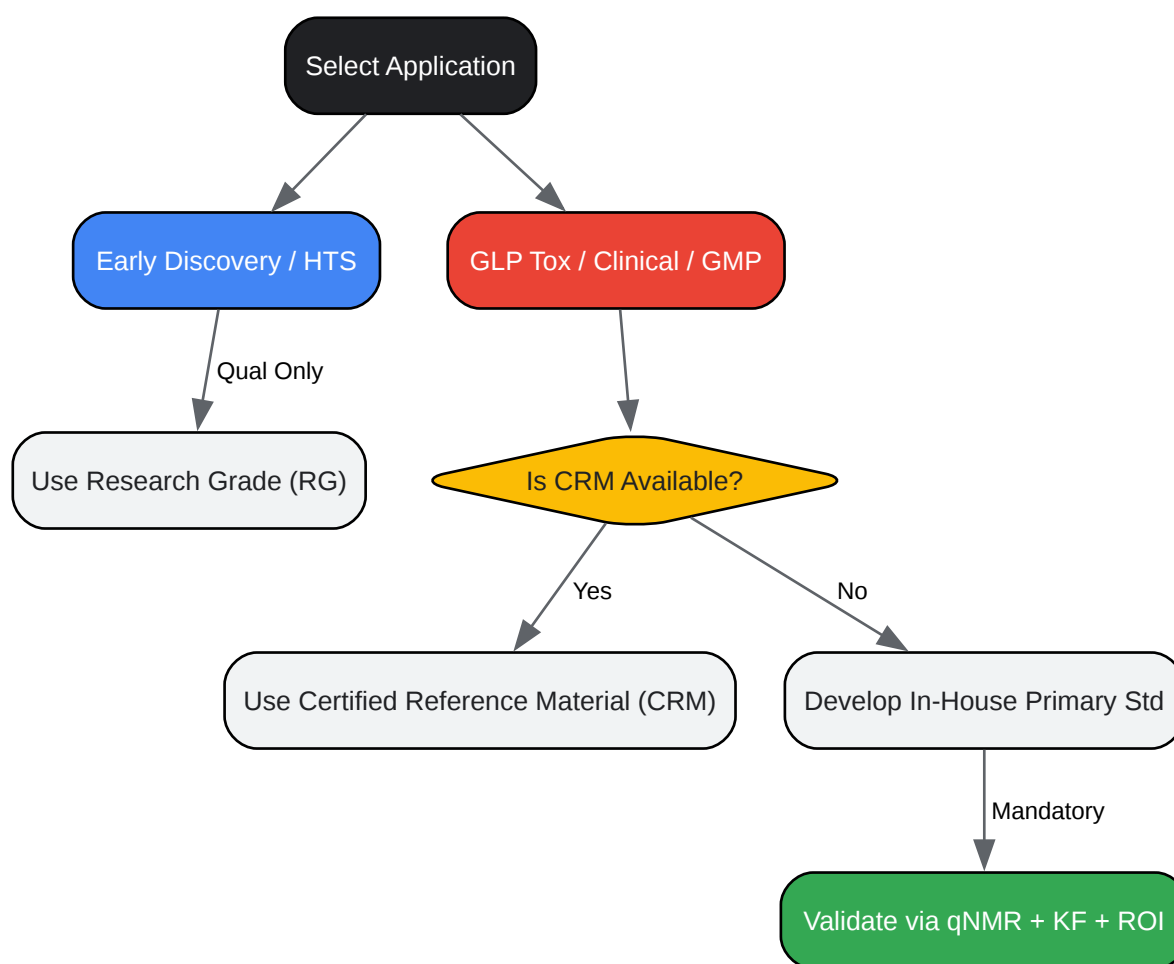 Select Application
Early Discovery / HTS
GLP Tox / Clinical / GMP
Qual Only
Use Research Grade (RG)
Is CRM Available?
Yes
No
Use Certified Reference Material (CRM)
Develop In-House Primary Std
Mandatory
Validate via qNMR + KF + ROI